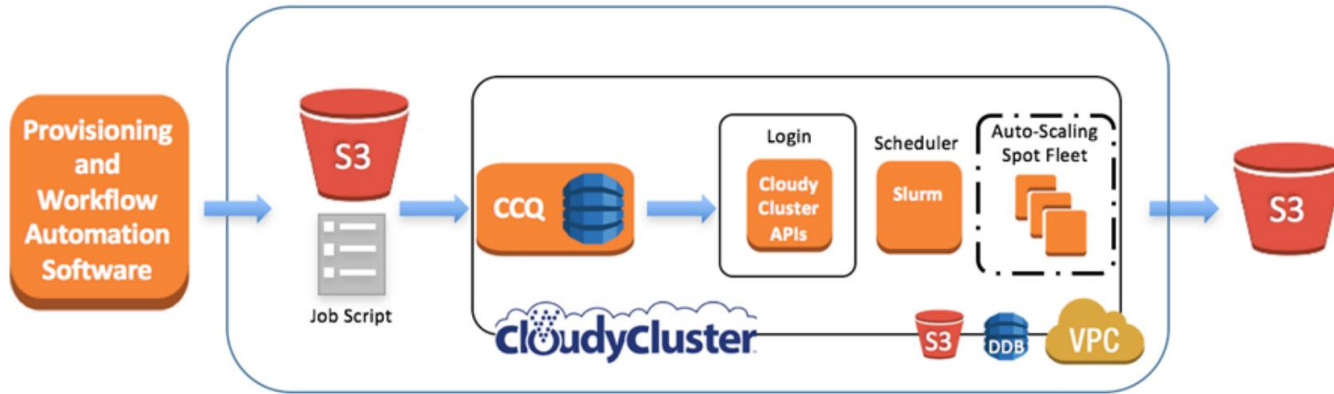 Provisioning
and
Workflow
Automation
Software
S3
Job Script
CCQ
Login
Cloudy
Cluster
APIs
Scheduler
Slurm
Auto-Scaling
Spot Fleet
cloudyCluster
S3
DDB
VPC
S3